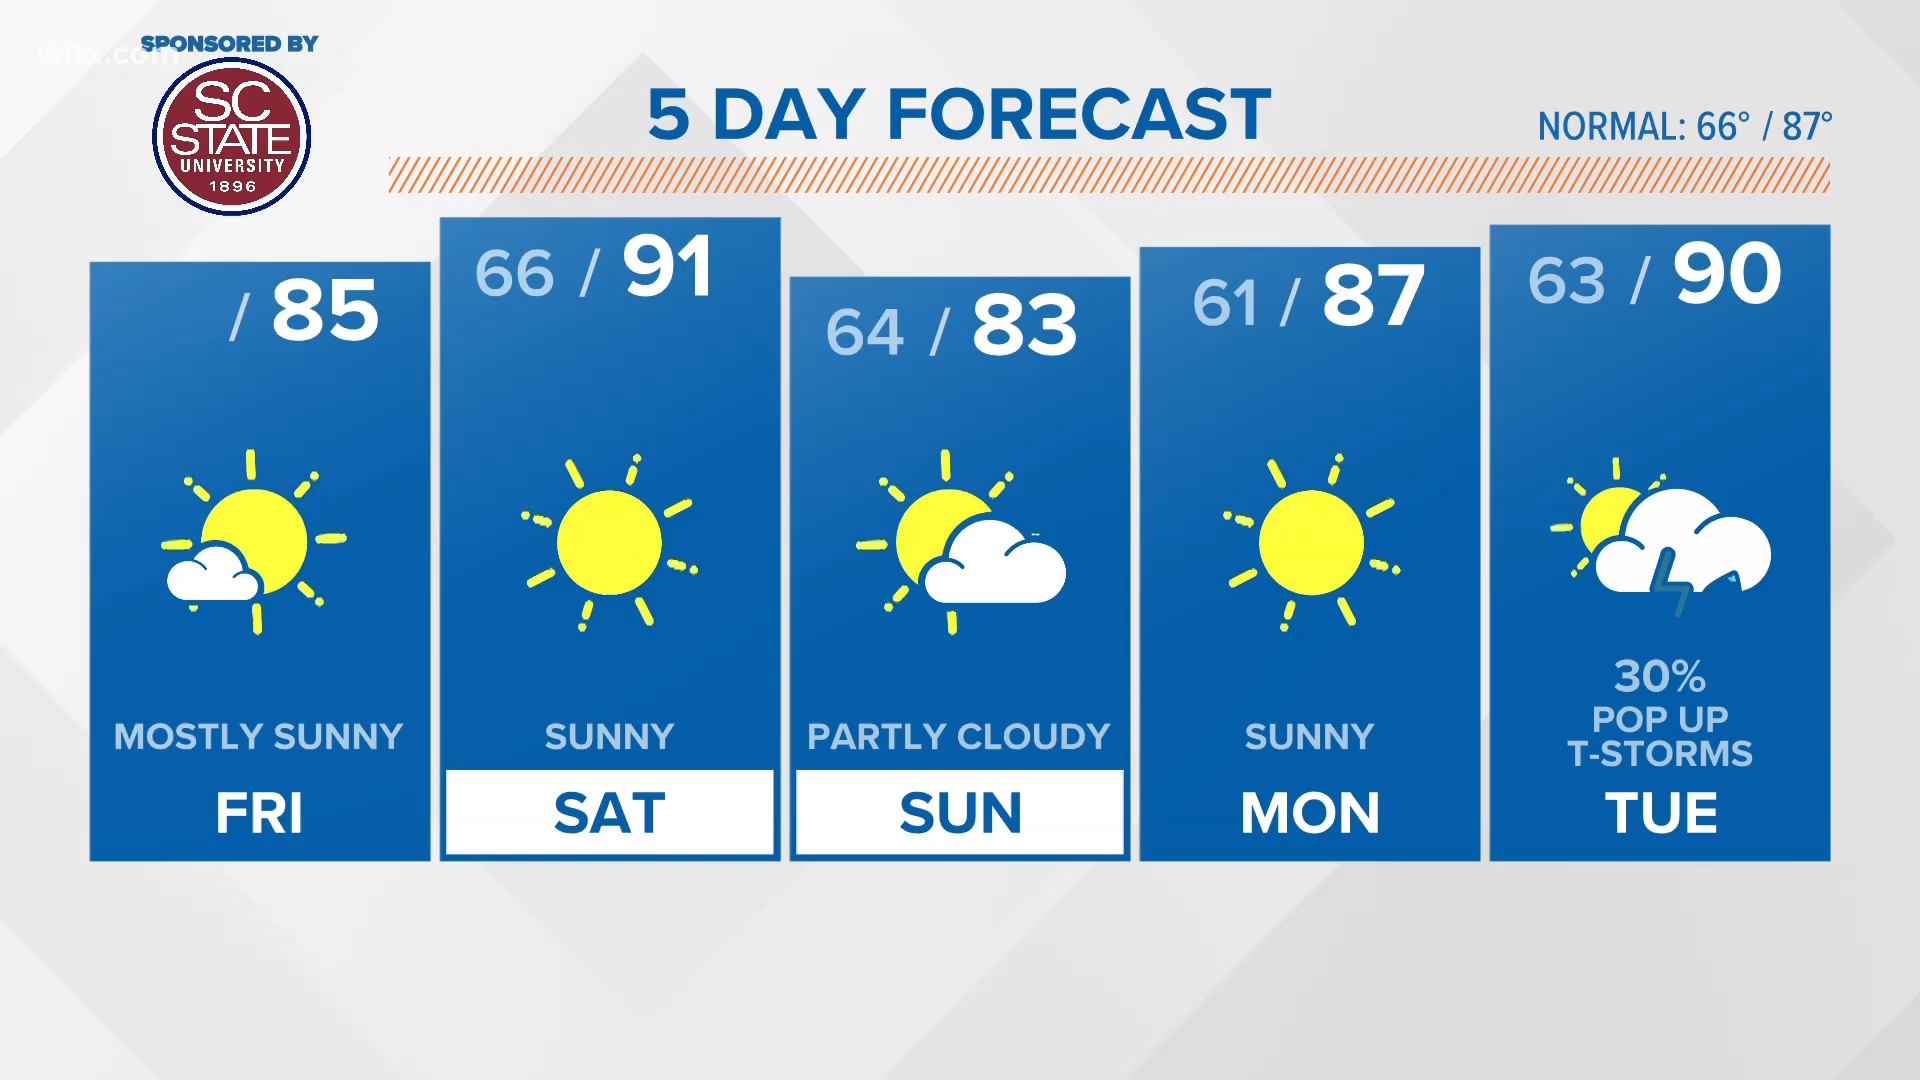 wltx.com
SPONSORED BY
SC
STATE
UNIVERSITY
1896
5 DAY FORECAST
NORMAL: 66° / 87°
/ 85
66 / 91
64 / 83
61 / 87
63 / 90
MOSTLY SUNNY
SUNNY
PARTLY CLOUDY
SUNNY
30%
POP UP
T-STORMS
FRI
SAT
SUN
MON
TUE